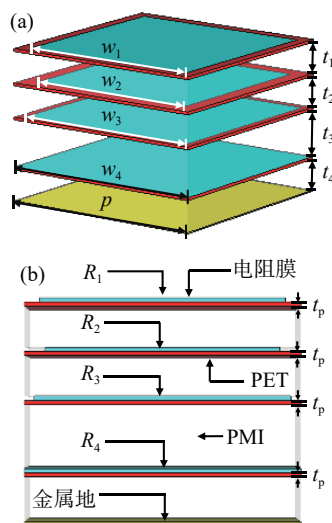 (a)
w₁
w₂
w₃
w₄
p
t₁
t₂
t₃
t₄
(b)
R₁
电阻膜
tₚ
R₂
tₚ
PET
R₃
tₚ
PMI
R₄
tₚ
金属地